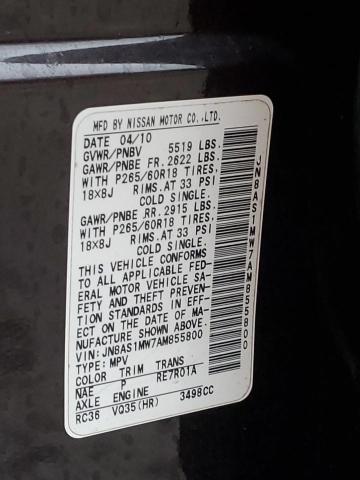 MFD BY NISSAN MOTOR CO.,LTD.
DATE 04/10
GVWR/PNBV 5519 LBS.
GAWR/PNBE FR. 2622 LBS.
WITH P265/60R18 TIRES,
18X8J RIMS.AT 33 PSI
COLD SINGLE.
GAWR/PNBE RR. 2915 LBS.
WITH P265/60R18 TIRES,
18X8J RIMS.AT 33 PSI
COLD SINGLE.
THIS VEHICLE CONFORMS
TO ALL APPLICABLE FED-
ERAL MOTOR VEHICLE SA-
FETY AND THEFT PREVEN-
TION STANDARDS IN EFF-
ECT ON THE DATE OF MA-
NUFACTURE SHOWN ABOVE.
VIN: JN8AS1MW7AM855800
TYPE: MPV
COLOR TRIM TRANS
NAE P RE7R01A
AXLE ENGINE
RC36 VQ35(HR) 3498CC
JN8AS1MW7AM855800